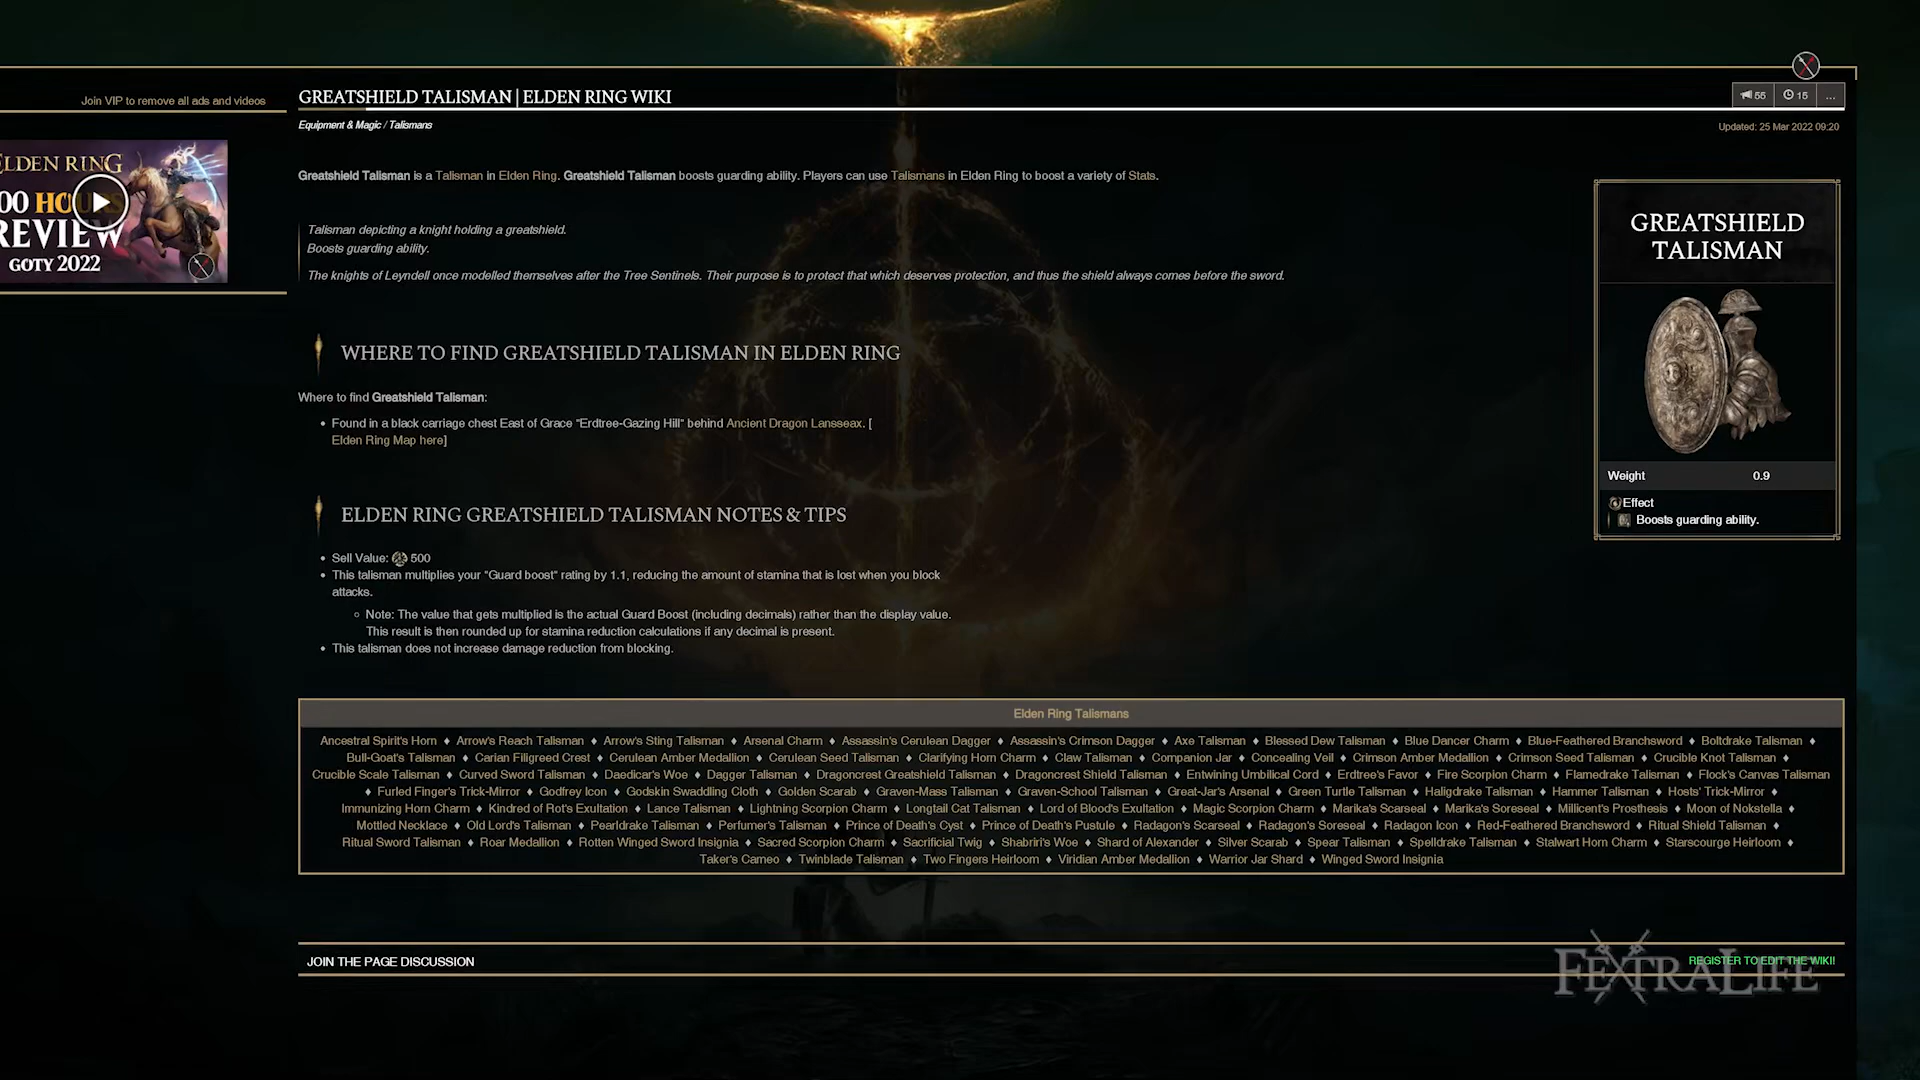 Join VIP to remove all ads and videos
GREATSHIELD TALISMAN | ELDEN RING WIKI
55 15 ...
Equipment & Magic / Talismans
Updated: 25 Mar 2022 09:20
ELDEN RING
00 HOURS
REVIEW
GOTY 2022
Greatshield Talisman is a Talisman in Elden Ring. Greatshield Talisman boosts guarding ability. Players can use Talismans in Elden Ring to boost a variety of Stats.
Talisman depicting a knight holding a greatshield.
Boosts guarding ability.
The knights of Leyndell once modelled themselves after the Tree Sentinels. Their purpose is to protect that which deserves protection, and thus the shield always comes before the sword.
GREATSHIELD
TALISMAN
Weight 0.9
Effect
Boosts guarding ability.
WHERE TO FIND GREATSHIELD TALISMAN IN ELDEN RING
Where to find Greatshield Talisman:
• Found in a black carriage chest East of Grace "Erdtree-Gazing Hill" behind Ancient Dragon Lansseax. [
Elden Ring Map here]
ELDEN RING GREATSHIELD TALISMAN NOTES & TIPS
• Sell Value: 500
• This talisman multiplies your "Guard boost" rating by 1.1, reducing the amount of stamina that is lost when you block
attacks.
○ Note: The value that gets multiplied is the actual Guard Boost (including decimals) rather than the display value.
This result is then rounded up for stamina reduction calculations if any decimal is present.
• This talisman does not increase damage reduction from blocking.
Elden Ring Talismans
Ancestral Spirit's Horn ♦ Arrow's Reach Talisman ♦ Arrow's Sting Talisman ♦ Arsenal Charm ♦ Assassin's Cerulean Dagger ♦ Assassin's Crimson Dagger ♦ Axe Talisman ♦ Blessed Dew Talisman ♦ Blue Dancer Charm ♦ Blue-Feathered Branchsword ♦ Boltdrake Talisman ♦
Bull-Goat's Talisman ♦ Carian Filigreed Crest ♦ Cerulean Amber Medallion ♦ Cerulean Seed Talisman ♦ Clarifying Horn Charm ♦ Claw Talisman ♦ Companion Jar ♦ Concealing Veil ♦ Crimson Amber Medallion ♦ Crimson Seed Talisman ♦ Crucible Knot Talisman ♦
Crucible Scale Talisman ♦ Curved Sword Talisman ♦ Daedicar's Woe ♦ Dagger Talisman ♦ Dragoncrest Greatshield Talisman ♦ Dragoncrest Shield Talisman ♦ Entwining Umbilical Cord ♦ Erdtree's Favor ♦ Fire Scorpion Charm ♦ Flamedrake Talisman ♦ Flock's Canvas Talisman
♦ Furled Finger's Trick-Mirror ♦ Godfrey Icon ♦ Godskin Swaddling Cloth ♦ Golden Scarab ♦ Graven-Mass Talisman ♦ Graven-School Talisman ♦ Great-Jar's Arsenal ♦ Green Turtle Talisman ♦ Haligdrake Talisman ♦ Hammer Talisman ♦ Hosts' Trick-Mirror ♦
Immunizing Horn Charm ♦ Kindred of Rot's Exultation ♦ Lance Talisman ♦ Lightning Scorpion Charm ♦ Longtail Cat Talisman ♦ Lord of Blood's Exultation ♦ Magic Scorpion Charm ♦ Marika's Scarseal ♦ Marika's Soreseal ♦ Millicent's Prosthesis ♦ Moon of Nokstella ♦
Mottled Necklace ♦ Old Lord's Talisman ♦ Pearldrake Talisman ♦ Perfumer's Talisman ♦ Prince of Death's Cyst ♦ Prince of Death's Pustule ♦ Radagon's Scarseal ♦ Radagon's Soreseal ♦ Radagon Icon ♦ Red-Feathered Branchsword ♦ Ritual Shield Talisman ♦
Ritual Sword Talisman ♦ Roar Medallion ♦ Rotten Winged Sword Insignia ♦ Sacred Scorpion Charm ♦ Sacrificial Twig ♦ Shabriri's Woe ♦ Shard of Alexander ♦ Silver Scarab ♦ Spear Talisman ♦ Spelldrake Talisman ♦ Stalwart Horn Charm ♦ Starscourge Heirloom ♦
Taker's Cameo ♦ Twinblade Talisman ♦ Two Fingers Heirloom ♦ Viridian Amber Medallion ♦ Warrior Jar Shard ♦ Winged Sword Insignia
JOIN THE PAGE DISCUSSION
REGISTER TO EDIT THE WIKI!
FEXTRALIFE